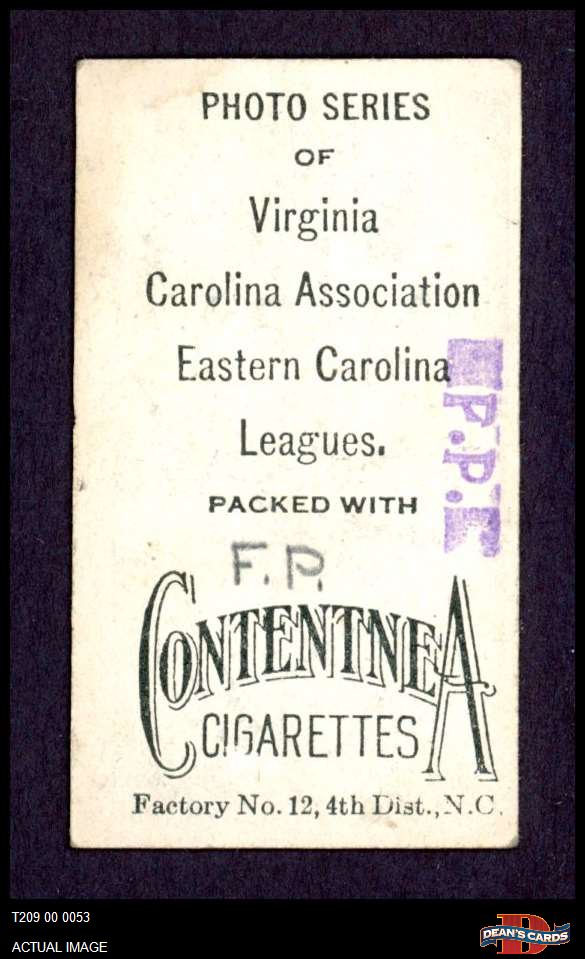 PHOTO SERIES
OF
Virginia
Carolina Association
Eastern Carolina
Leagues.
PACKED WITH
F.P.
F.P.
CONTENTNEA
CIGARETTES
Factory No. 12, 4th Dist., N.C.
T209 00 0053
ACTUAL IMAGE
D
DEAN'S CARDS